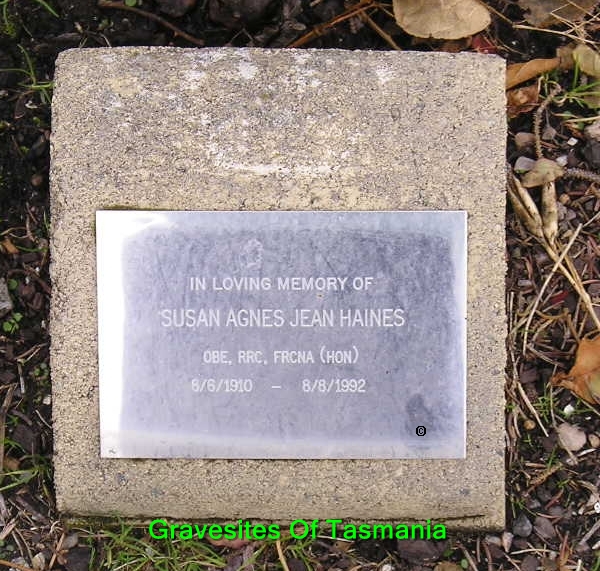 IN LOVING MEMORY OF
SUSAN AGNES JEAN HAINES
OBE, RRC, FRCNA (HON)
8/6/1910 – 8/8/1992
©
Gravesites Of Tasmania